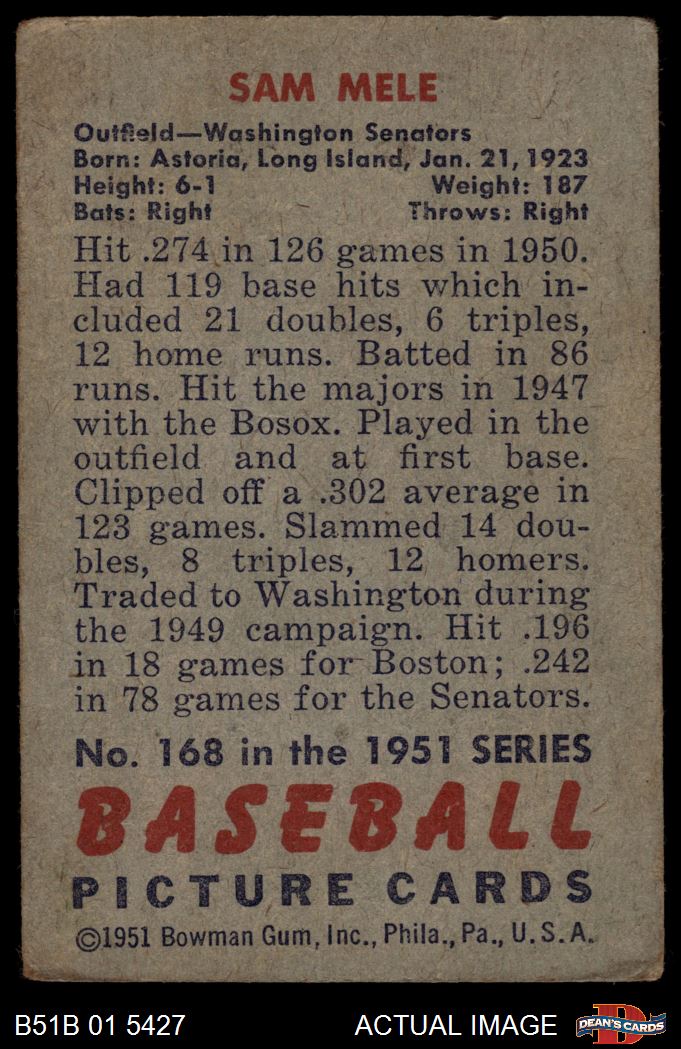 SAM MELE
Outfield—Washington Senators
Born: Astoria, Long Island, Jan. 21, 1923
Height: 6-1 Weight: 187
Bats: Right Throws: Right
Hit .274 in 126 games in 1950.
Had 119 base hits which in-
cluded 21 doubles, 6 triples,
12 home runs. Batted in 86
runs. Hit the majors in 1947
with the Bosox. Played in the
outfield and at first base.
Clipped off a .302 average in
123 games. Slammed 14 dou-
bles, 8 triples, 12 homers.
Traded to Washington during
the 1949 campaign. Hit .196
in 18 games for Boston; .242
in 78 games for the Senators.
No. 168 in the 1951 SERIES
BASEBALL
PICTURE CARDS
©1951 Bowman Gum, Inc., Phila., Pa., U.S.A.
B51B 01 5427 ACTUAL IMAGE
D
DEAN'S CARDS